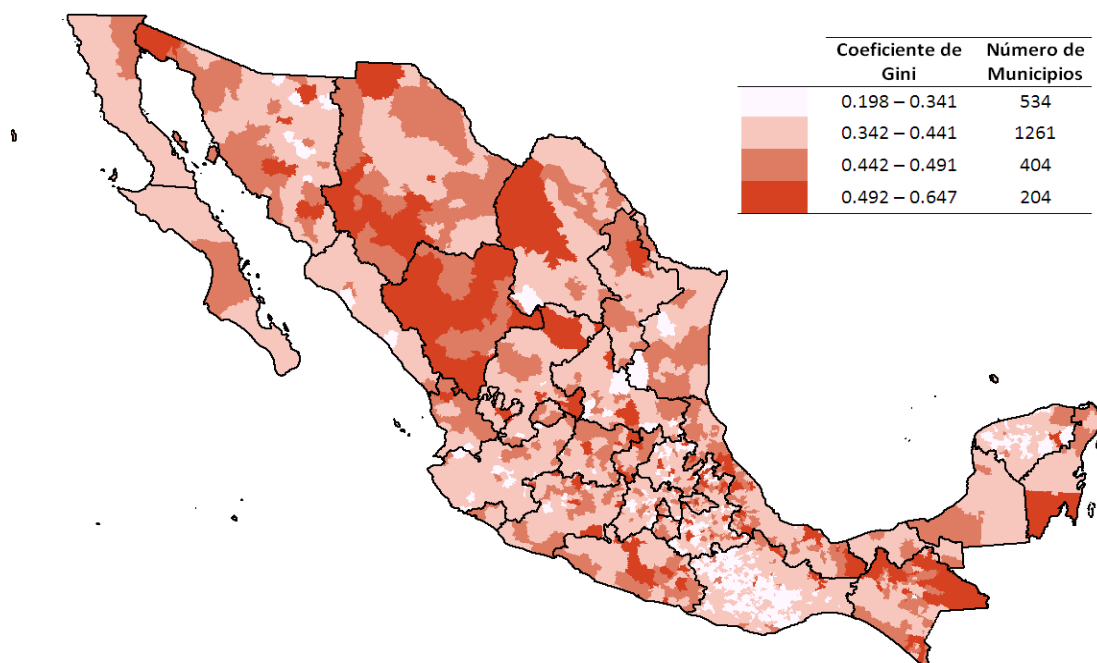 Coeficiente de Gini Número de Municipios
0.198 – 0.341 534
0.342 – 0.441 1261
0.442 – 0.491 404
0.492 – 0.647 204